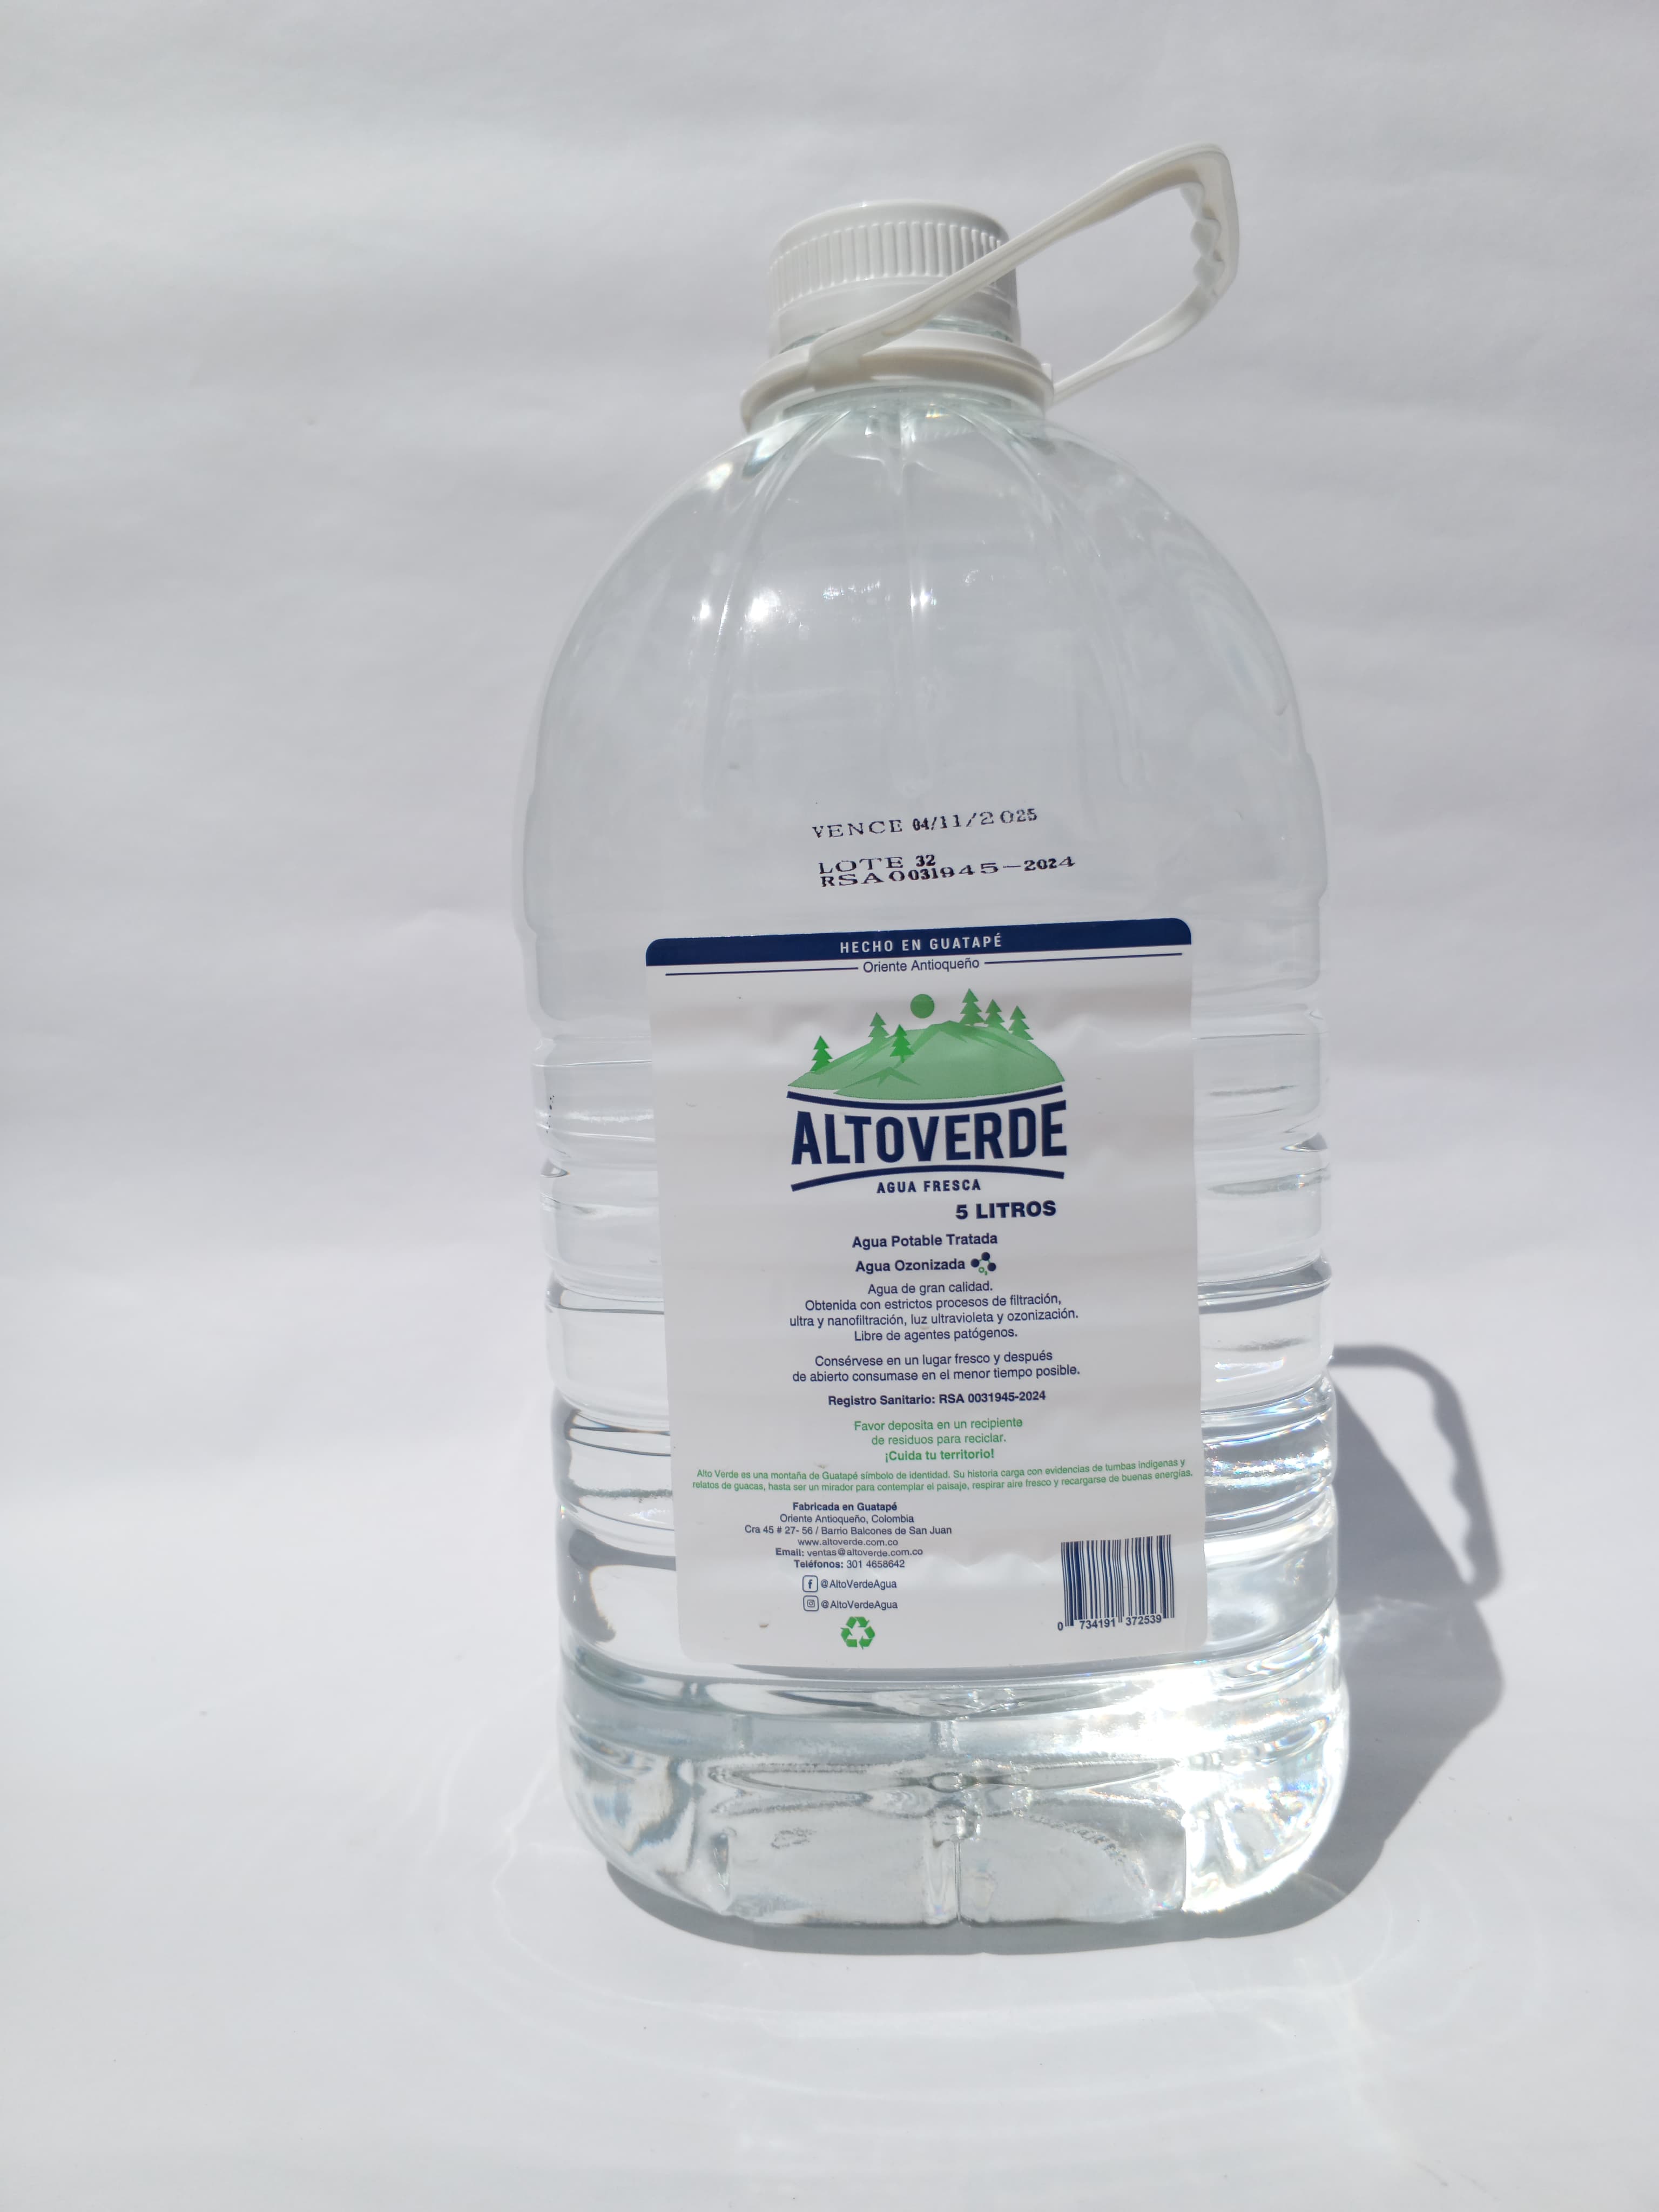 VENCE 04/11/2025
LOTE 32
RSA 0031945-2024
HECHO EN GUATAPÉ
Oriente Antioqueño
ALTOVERDE
AGUA FRESCA
5 LITROS
Agua Potable Tratada
Agua Ozonizada
Agua de gran calidad.
Obtenida con estrictos procesos de filtración,
ultra y nanofiltración, luz ultravioleta y ozonización.
Libre de agentes patógenos.
Consérvese en un lugar fresco y después
de abierto consumase en el menor tiempo posible.
Registro Sanitario: RSA 0031945-2024
Favor deposita en un recipiente
de residuos para reciclar.
¡Cuida tu territorio!
Alto Verde es una montaña de Guatapé símbolo de identidad. Su historia carga con evidencias de tumbas indígenas y
relatos de guacas, hasta ser un mirador para contemplar el paisaje, respirar aire fresco y recargarse de buenas energías.
Fabricada en Guatapé
Oriente Antioqueño, Colombia
Cra 45 # 27- 56 / Barrio Balcones de San Juan
www.altoverde.com.co
Email: ventas@altoverde.com.co
Teléfonos: 301 4658642
@AltoVerdeAgua
@AltoVerdeAgua
0 734191 372539